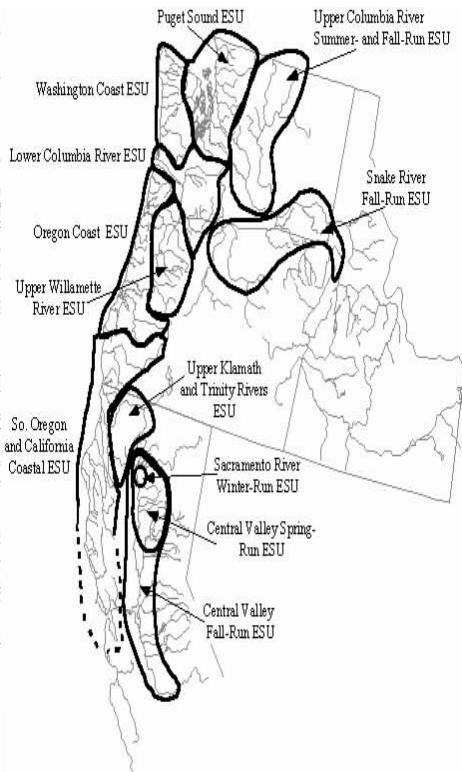 Puget Sound ESU
Upper Columbia River
Summer- and Fall-Run ESU
Washington Coast ESU
Lower Columbia River ESU
Snake River
Fall-Run ESU
Oregon Coast ESU
Upper Willamette
River ESU
Upper Klamath
and Trinity Rivers
ESU
So. Oregon
and California
Coastal ESU
Sacramento River
Winter-Run ESU
Central Valley Spring-
Run ESU
Central Valley
Fall-Run ESU